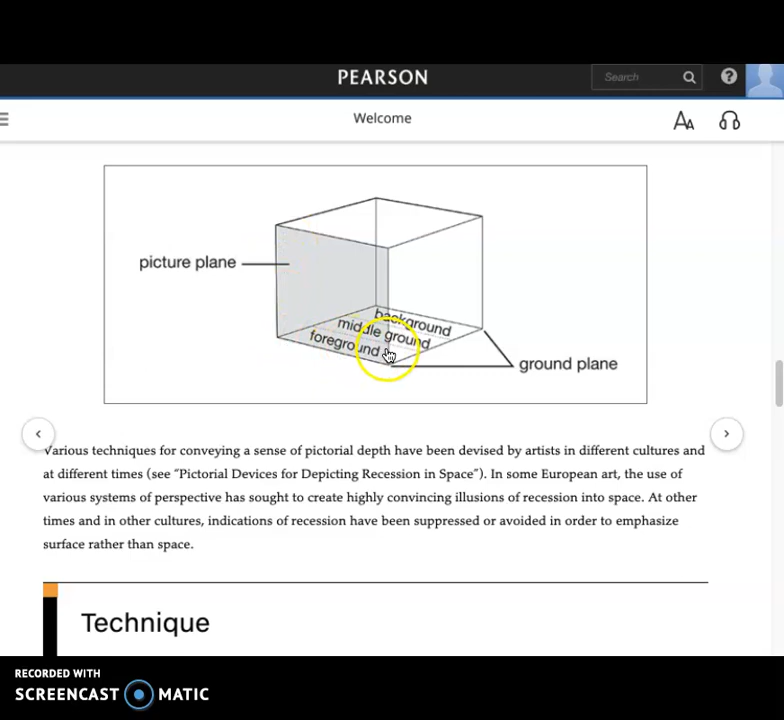 PEARSON
Search
?
Welcome
AA
picture plane
background
middle ground
foreground
ground plane
Various techniques for conveying a sense of pictorial depth have been devised by artists in different cultures and
at different times (see “Pictorial Devices for Depicting Recession in Space”). In some European art, the use of
various systems of perspective has sought to create highly convincing illusions of recession into space. At other
times and in other cultures, indications of recession have been suppressed or avoided in order to emphasize
surface rather than space.
Technique
RECORDED WITH
SCREENCAST MATIC